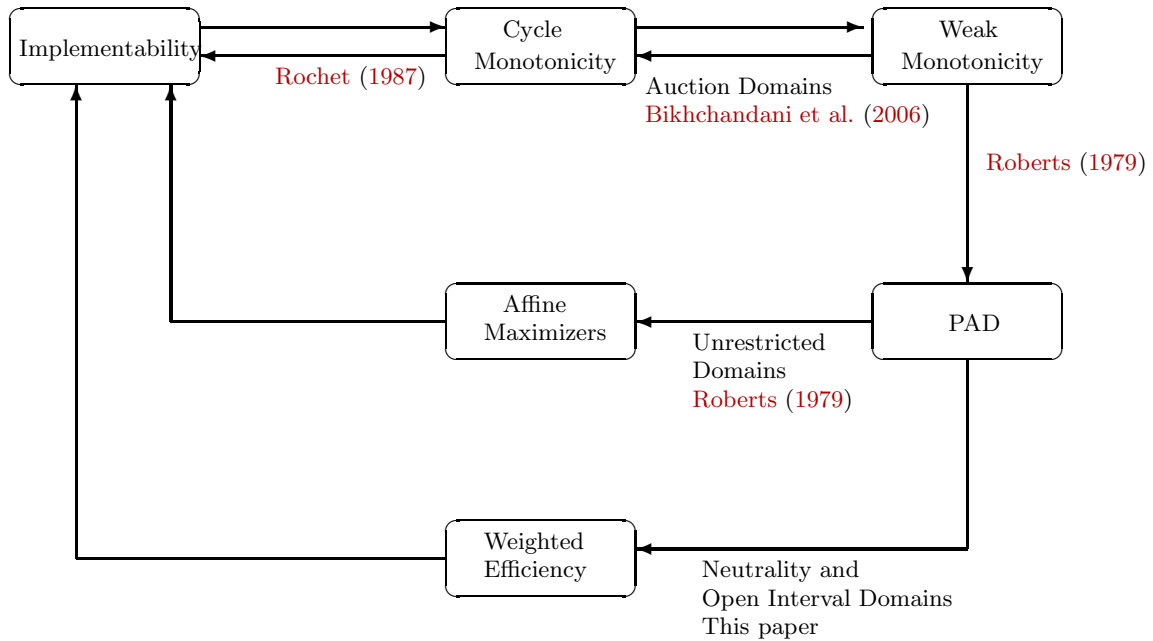 Implementability
Cycle
Monotonicity
Weak
Monotonicity
Rochet (1987)
Auction Domains
Bikhchandani et al. (2006)
Roberts (1979)
Affine
Maximizers
PAD
Unrestricted
Domains
Roberts (1979)
Weighted
Efficiency
Neutrality and
Open Interval Domains
This paper